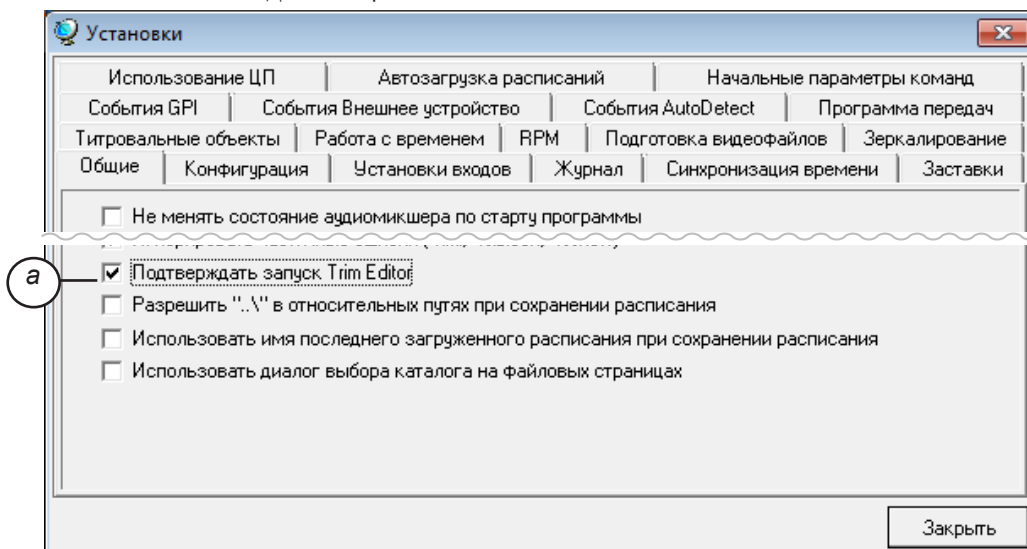 Установки
Использование ЦП Автозагрузка расписаний Начальные параметры команд
События GPI События Внешнее устройство События AutoDetect Программа передач
Титровальные объекты Работа с временем RPM Подготовка видеофайлов Зеркалирование
Общие Конфигурация Установки входов Журнал Синхронизация времени Заставки
Не менять состояние аудиомикшера по старту программы
а Подтверждать запуск Trim Editor
Разрешить "..\" в относительных путях при сохранении расписания
Использовать имя последнего загруженного расписания при сохранении расписания
Использовать диалог выбора каталога на файловых страницах
Закрыть